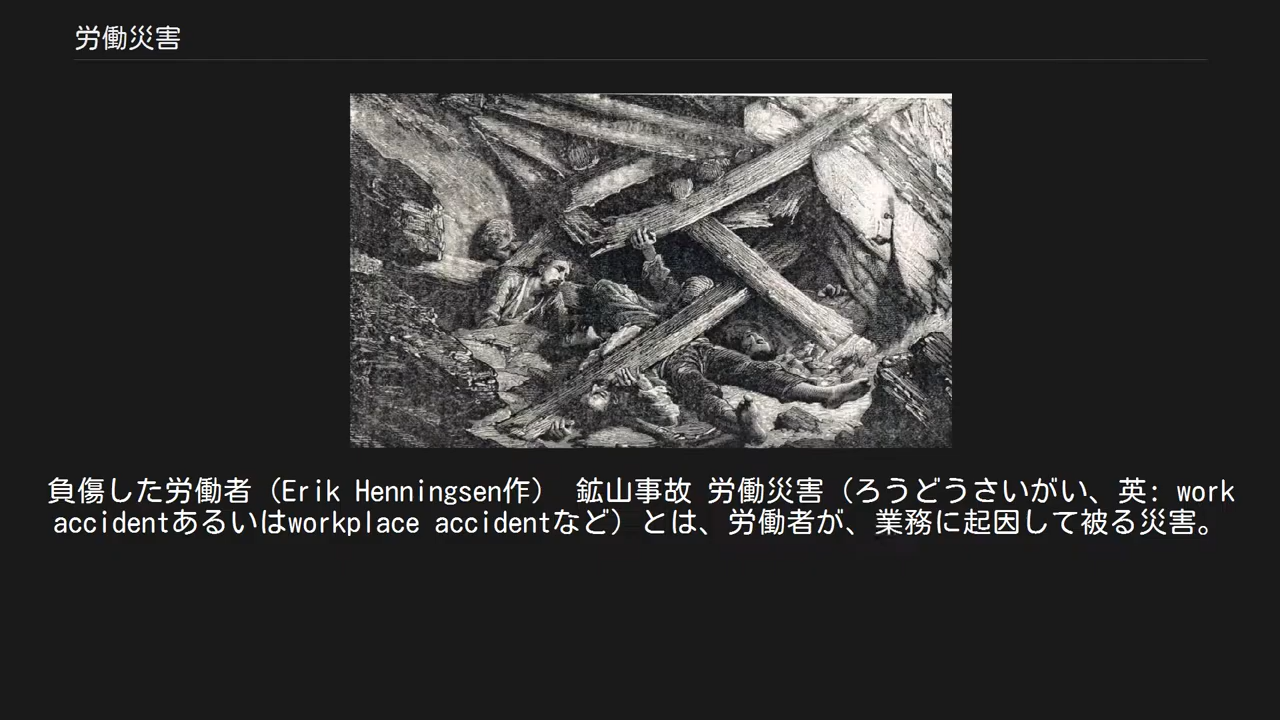 労働災害
負傷した労働者（Erik Henningsen作） 鉱山事故 労働災害（ろうどうさいがい、英: work
accidentあるいはworkplace accidentなど）とは、労働者が、業務に起因して被る災害。